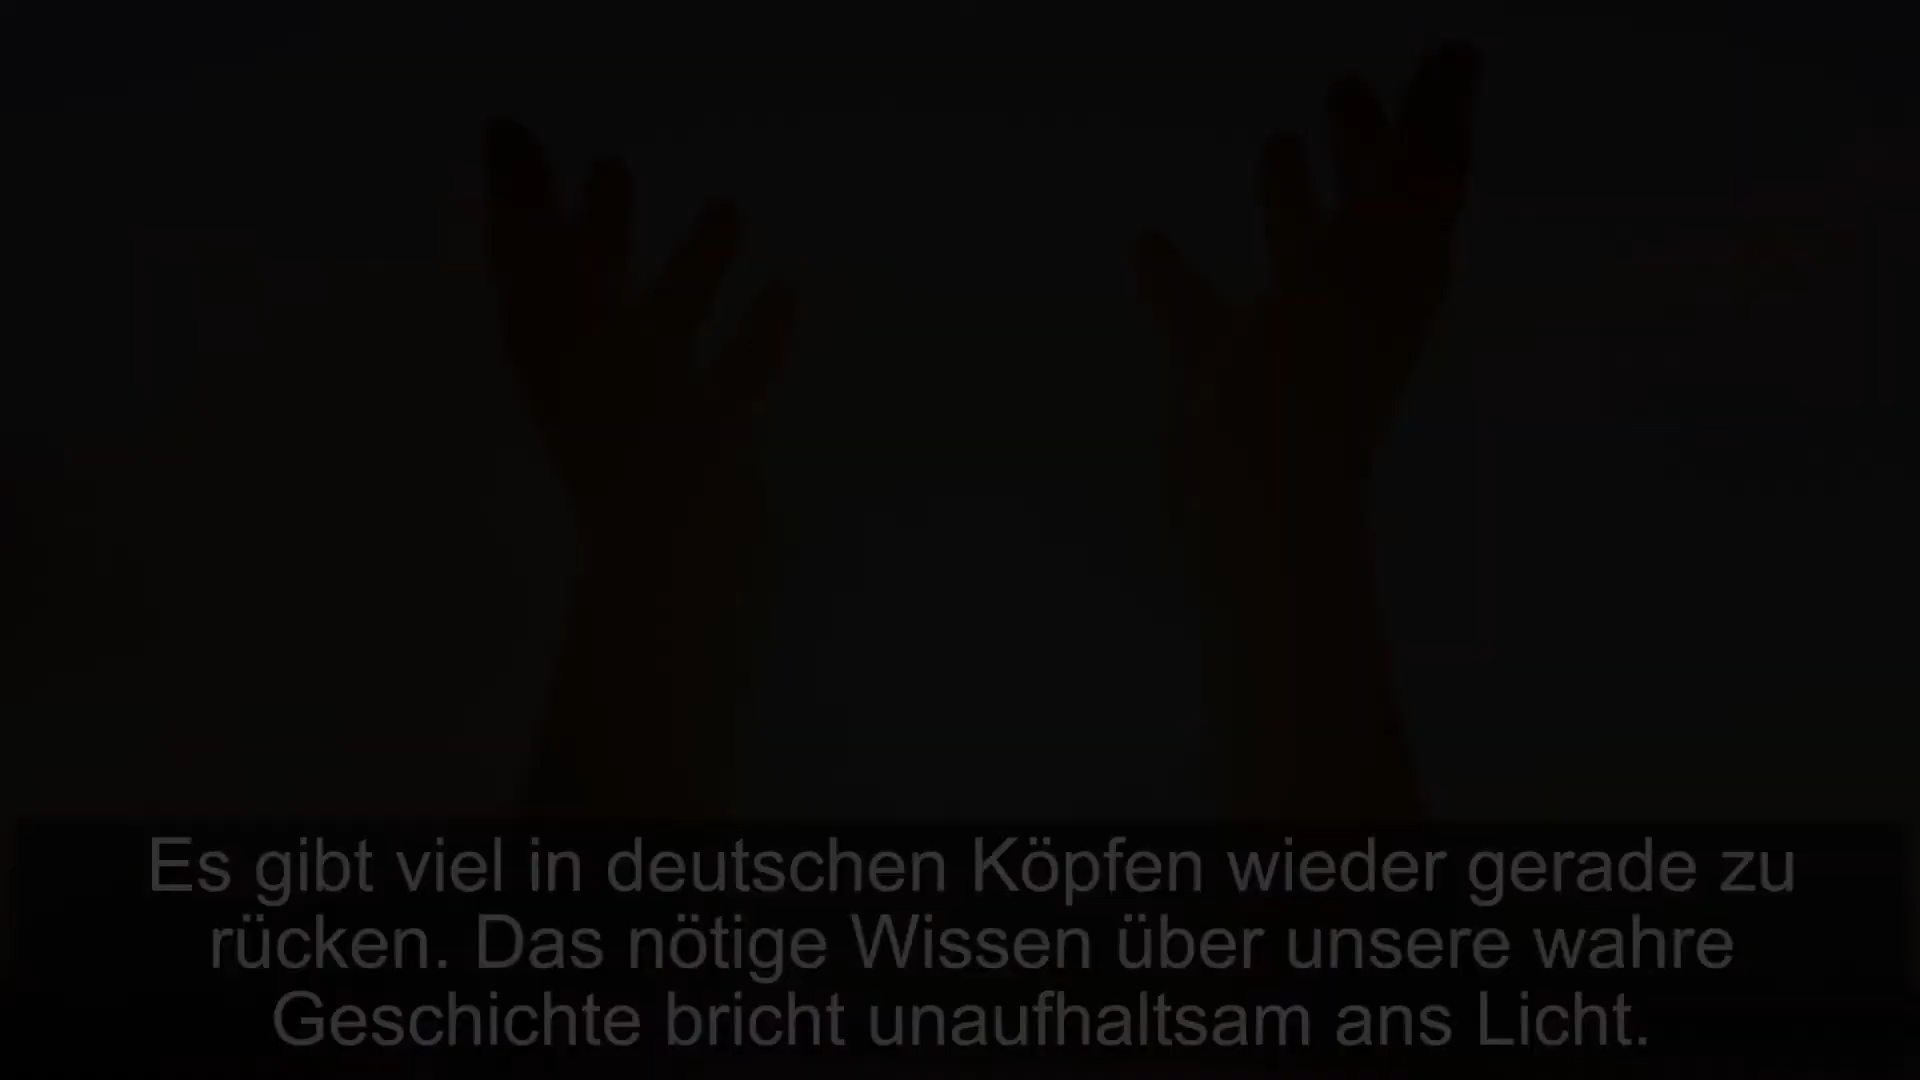 Es gibt viel in deutschen Köpfen wieder gerade zu
rücken. Das nötige Wissen über unsere wahre
Geschichte bricht unaufhaltsam ans Licht.